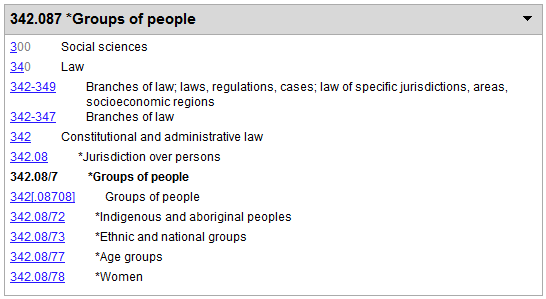 342.087 *Groups of people
300 Social sciences
340 Law
342-349 Branches of law; laws, regulations, cases; law of specific jurisdictions, areas,
socioeconomic regions
342-347 Branches of law
342 Constitutional and administrative law
342.08 *Jurisdiction over persons
342.08/7 *Groups of people
342[.08708] Groups of people
342.08/72 *Indigenous and aboriginal peoples
342.08/73 *Ethnic and national groups
342.08/77 *Age groups
342.08/78 *Women